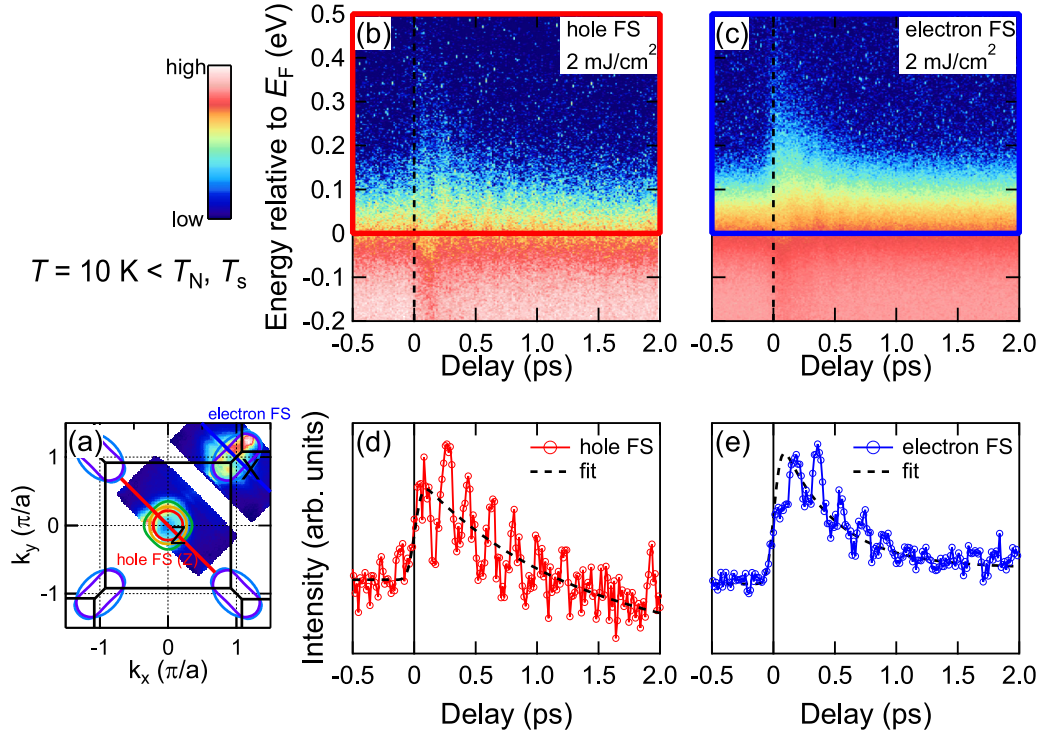 high
low
T = 10 K < T_N, T_s
Energy relative to E_F (eV)
0.5
0.4
0.3
0.2
0.1
0
-0.1
-0.2
(b)
hole FS
2 mJ/cm²
-0.5
0
0.5
1.0
1.5
2.0
Delay (ps)
(c)
electron FS
2 mJ/cm²
-0.5
0
0.5
1.0
1.5
2.0
Delay (ps)
electron FS
(a)
X
Z
hole FS (Z)
k_y (π/a)
1
0
-1
-1
0
1
k_x (π/a)
Intensity (arb. units)
(d)
hole FS
fit
-0.5
0
0.5
1.0
1.5
2.0
Delay (ps)
(e)
electron FS
fit
-0.5
0
0.5
1.0
1.5
2.0
Delay (ps)